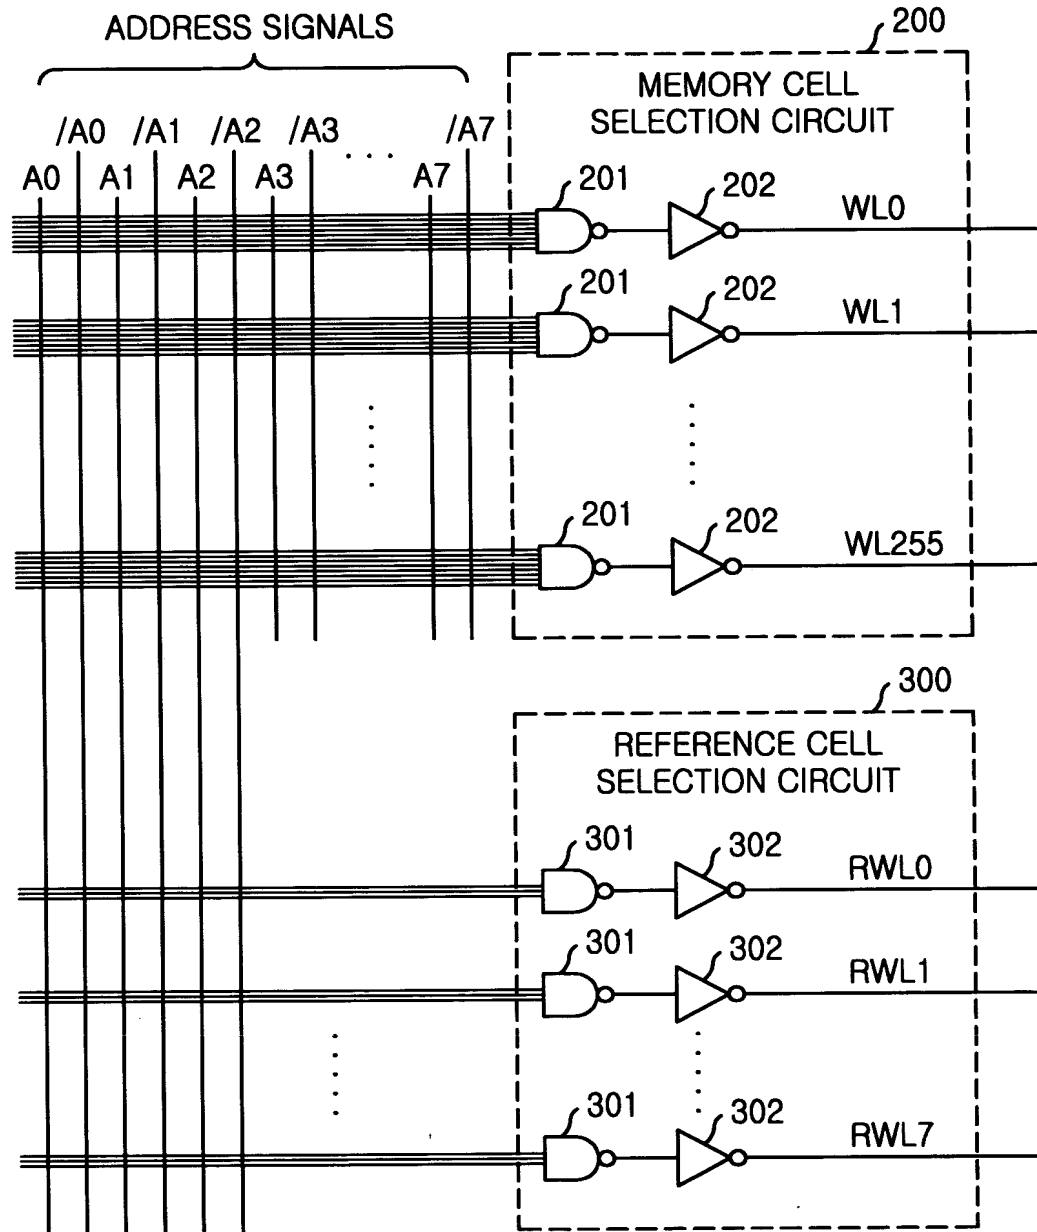 ADDRESS SIGNALS
200
MEMORY CELL
SELECTION CIRCUIT
/A0 /A1 /A2 /A3 /A7
A0 A1 A2 A3 A7
201 202 WL0
201 202 WL1
201 202 WL255
300
REFERENCE CELL
SELECTION CIRCUIT
301 302 RWL0
301 302 RWL1
301 302 RWL7